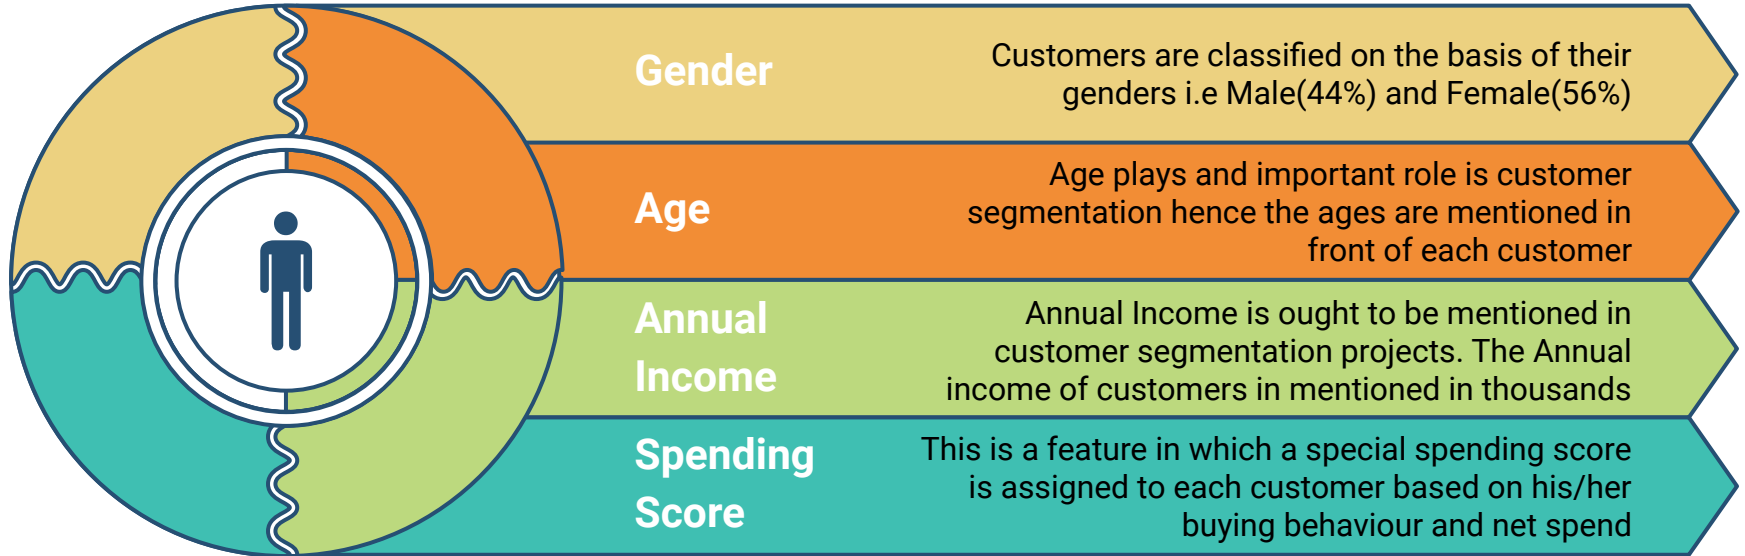 Gender
Customers are classified on the basis of their
genders i.e Male(44%) and Female(56%)
Age
Age plays and important role is customer
segmentation hence the ages are mentioned in
front of each customer
Annual
Income
Annual Income is ought to be mentioned in
customer segmentation projects. The Annual
income of customers in mentioned in thousands
Spending
Score
This is a feature in which a special spending score
is assigned to each customer based on his/her
buying behaviour and net spend